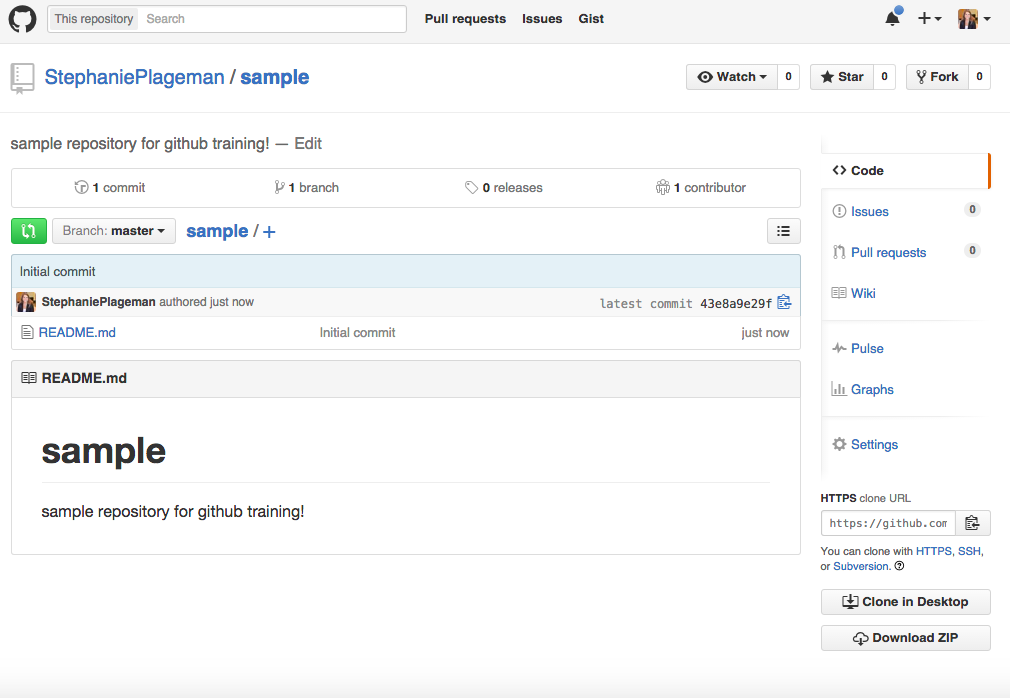 This repository Search Pull requests Issues Gist
StephaniePlageman / sample
Watch 0 Star 0 Fork 0
sample repository for github training! — Edit
1 commit 1 branch 0 releases 1 contributor
Branch: master sample / +
Initial commit
StephaniePlageman authored just now latest commit 43e8a9e29f
README.md Initial commit just now
README.md
sample
sample repository for github training!
Code
Issues 0
Pull requests 0
Wiki
Pulse
Graphs
Settings
HTTPS clone URL
https://github.com
You can clone with HTTPS, SSH,
or Subversion.
Clone in Desktop
Download ZIP